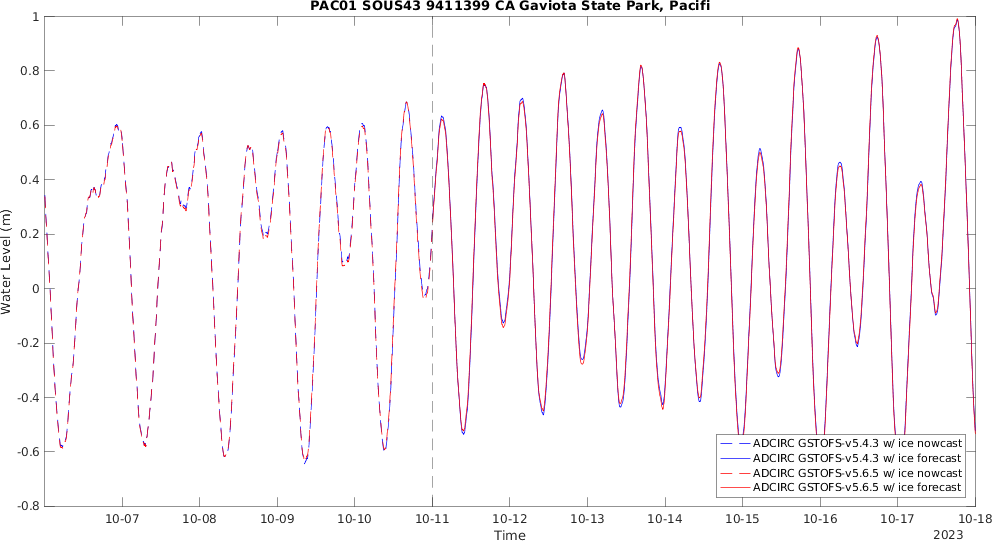 PAC01 SOUS43 9411399 CA Gaviota State Park, Pacifi
1
0.8
0.6
0.4
0.2
0
-0.2
-0.4
-0.6
-0.8
Water Level (m)
ADCIRC GSTOFS-v5.4.3 w/ ice nowcast
ADCIRC GSTOFS-v5.4.3 w/ ice forecast
ADCIRC GSTOFS-v5.6.5 w/ ice nowcast
ADCIRC GSTOFS-v5.6.5 w/ ice forecast
10-07 10-08 10-09 10-10 10-11 10-12 10-13 10-14 10-15 10-16 10-17 10-18
Time
2023